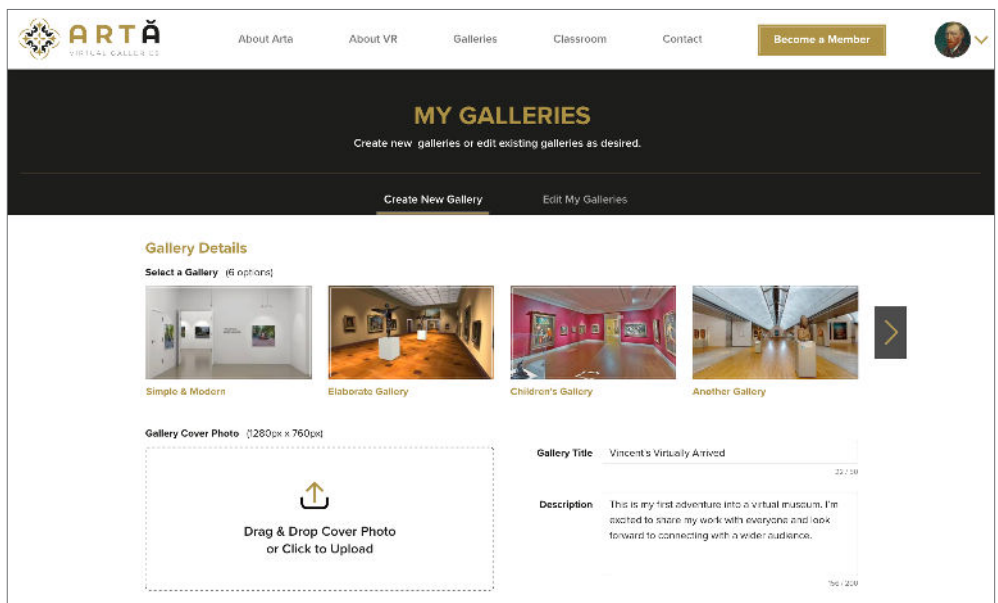 ARTĂ
VIRTUAL GALLERIES
About Arta About VR Galleries Classroom Contact Become a Member
MY GALLERIES
Create new galleries or edit existing galleries as desired.
Create New Gallery Edit My Galleries
Gallery Details
Select a Gallery (6 options)
Simple & Modern Elaborate Gallery Children's Gallery Another Gallery
Gallery Cover Photo (1280px x 760px)
Drag & Drop Cover Photo
or Click to Upload
Gallery Title Vincent's Virtually Arrived
Description This is my first adventure into a virtual museum. I'm
excited to share my work with everyone and look
forward to connecting with a wider audience.